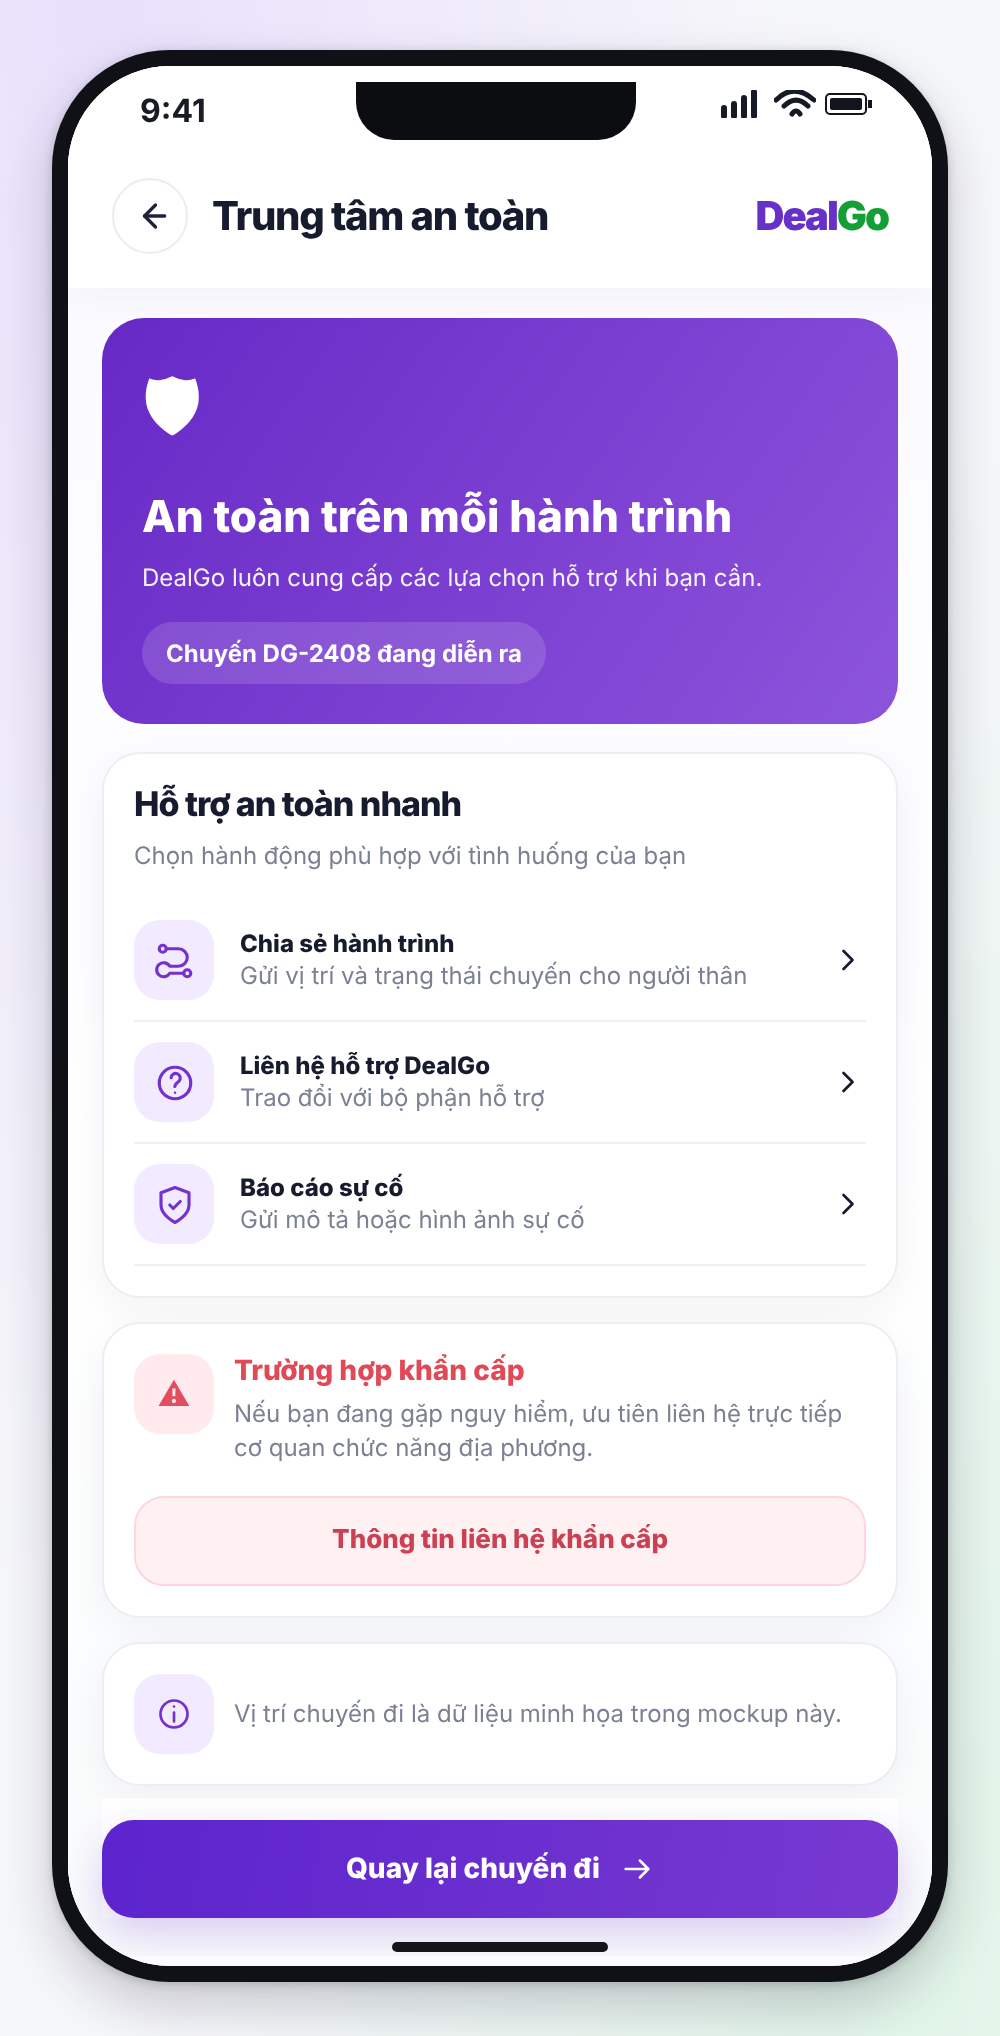 9:41
Trung tâm an toàn
DealGo
An toàn trên mỗi hành trình
DealGo luôn cung cấp các lựa chọn hỗ trợ khi bạn cần.
Chuyến DG-2408 đang diễn ra
Hỗ trợ an toàn nhanh
Chọn hành động phù hợp với tình huống của bạn
Chia sẻ hành trình
Gửi vị trí và trạng thái chuyến cho người thân
Liên hệ hỗ trợ DealGo
Trao đổi với bộ phận hỗ trợ
Báo cáo sự cố
Gửi mô tả hoặc hình ảnh sự cố
Trường hợp khẩn cấp
Nếu bạn đang gặp nguy hiểm, ưu tiên liên hệ trực tiếp
cơ quan chức năng địa phương.
Thông tin liên hệ khẩn cấp
Vị trí chuyến đi là dữ liệu minh họa trong mockup này.
Quay lại chuyến đi